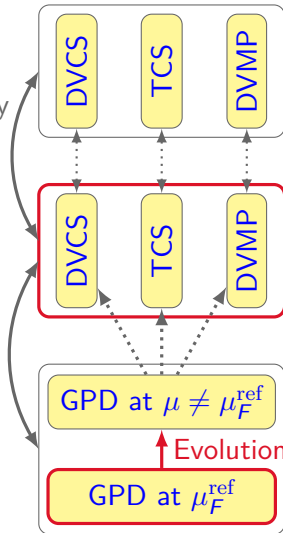 y
DVCS
TCS
DVMP
DVCS
TCS
DVMP
GPD at μ ≠ μ_F^ref
Evolution
GPD at μ_F^ref